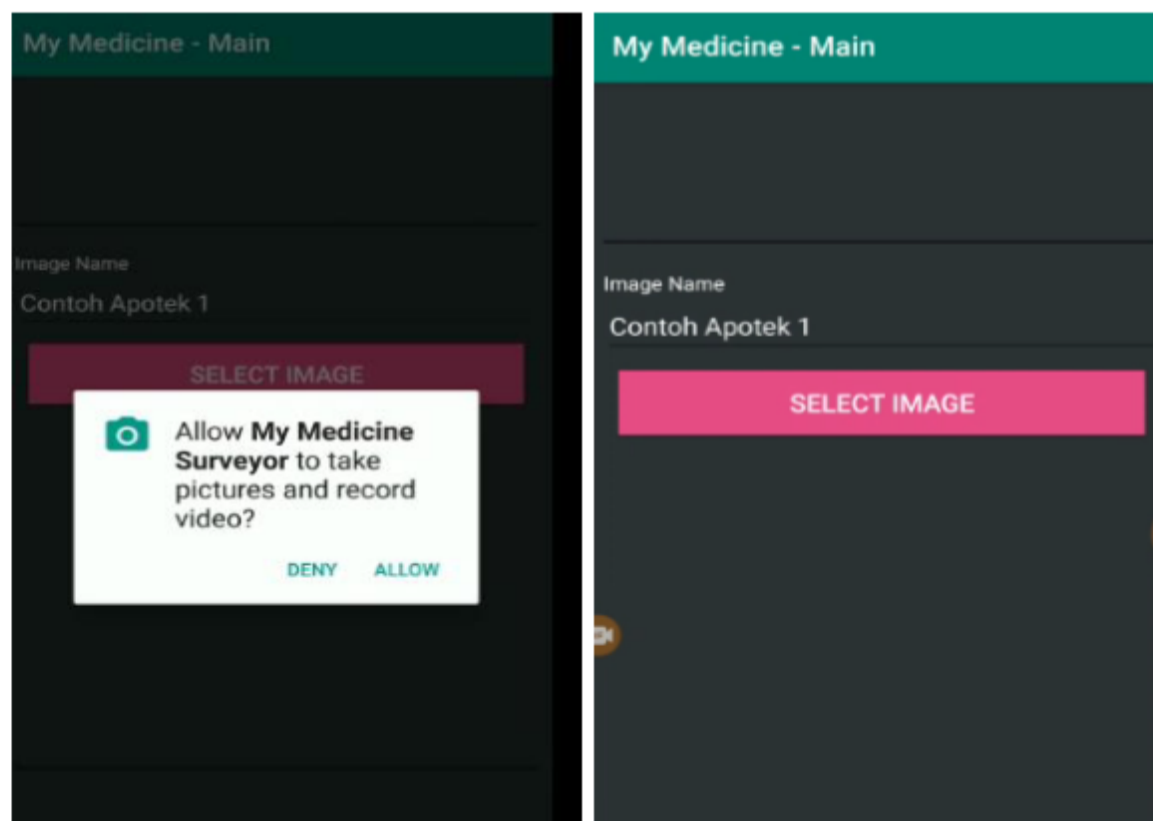 My Medicine - Main
Image Name
Contoh Apotek 1
SELECT IMAGE
Allow My Medicine
Surveyor to take
pictures and record
video?
DENY ALLOW
My Medicine - Main
Image Name
Contoh Apotek 1
SELECT IMAGE